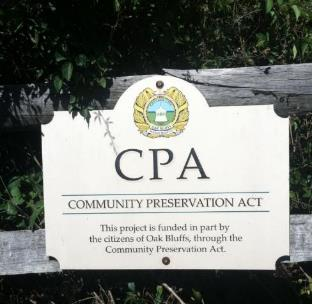 CPA
COMMUNITY PRESERVATION ACT
This project is funded in part by
the citizens of Oak Bluffs, through the
Community Preservation Act.